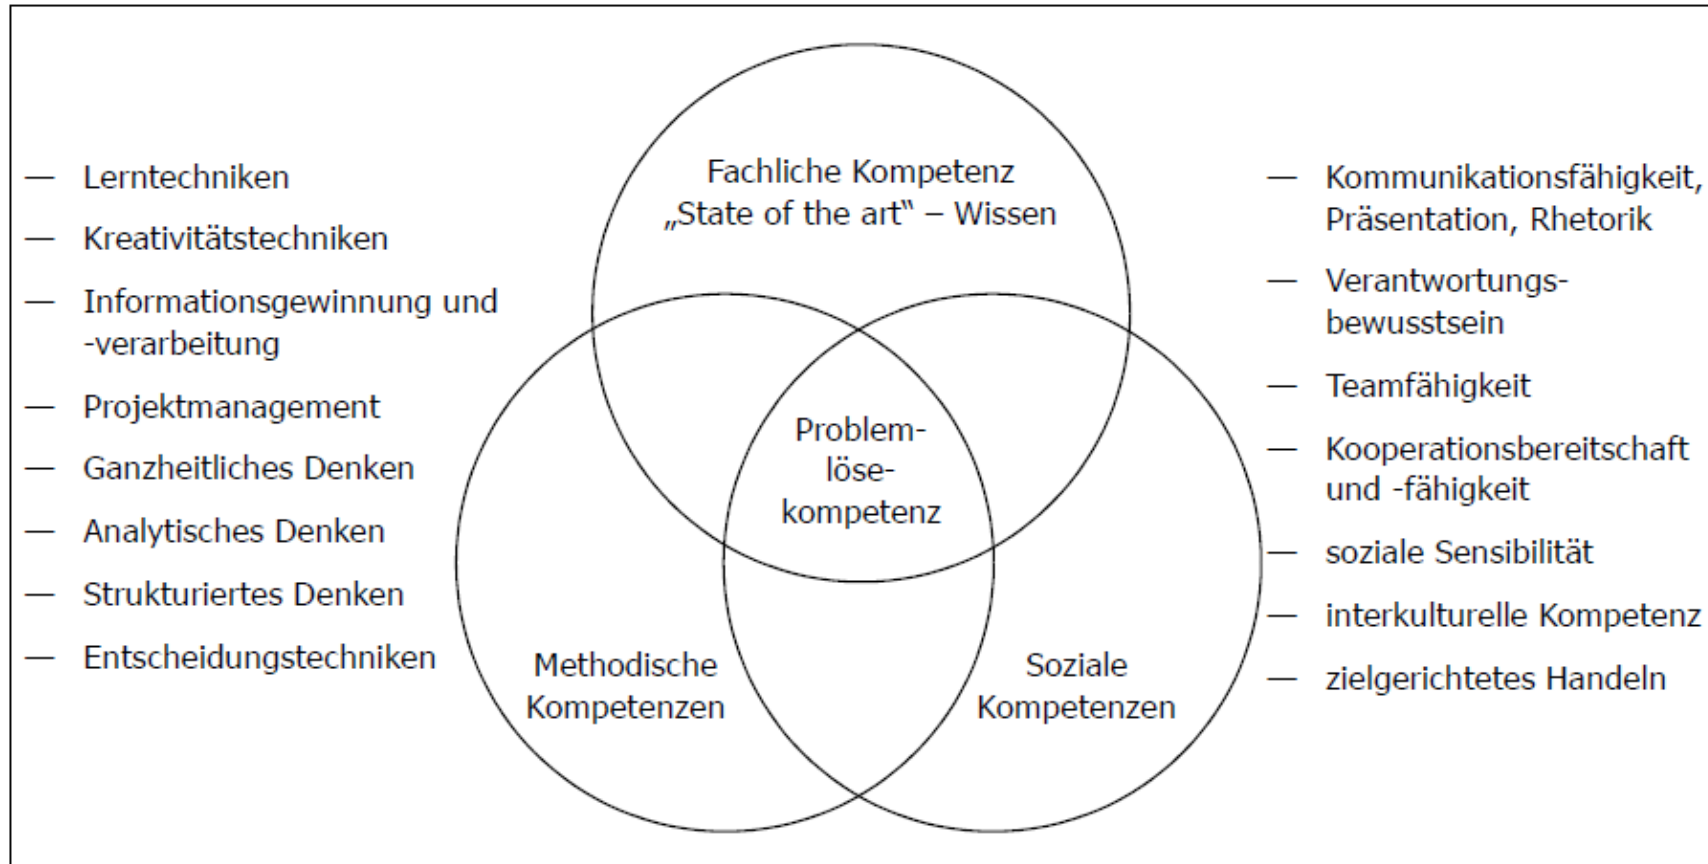 — Lerntechniken
— Kreativitätstechniken
— Informationsgewinnung und
-verarbeitung
— Projektmanagement
— Ganzheitliches Denken
— Analytisches Denken
— Strukturiertes Denken
— Entscheidungstechniken
Fachliche Kompetenz
„State of the art“ – Wissen
Problem-
löse-
kompetenz
Methodische
Kompetenzen
Soziale
Kompetenzen
— Kommunikationsfähigkeit,
Präsentation, Rhetorik
— Verantwortungs-
bewusstsein
— Teamfähigkeit
— Kooperationsbereitschaft
und -fähigkeit
— soziale Sensibilität
— interkulturelle Kompetenz
— zielgerichtetes Handeln